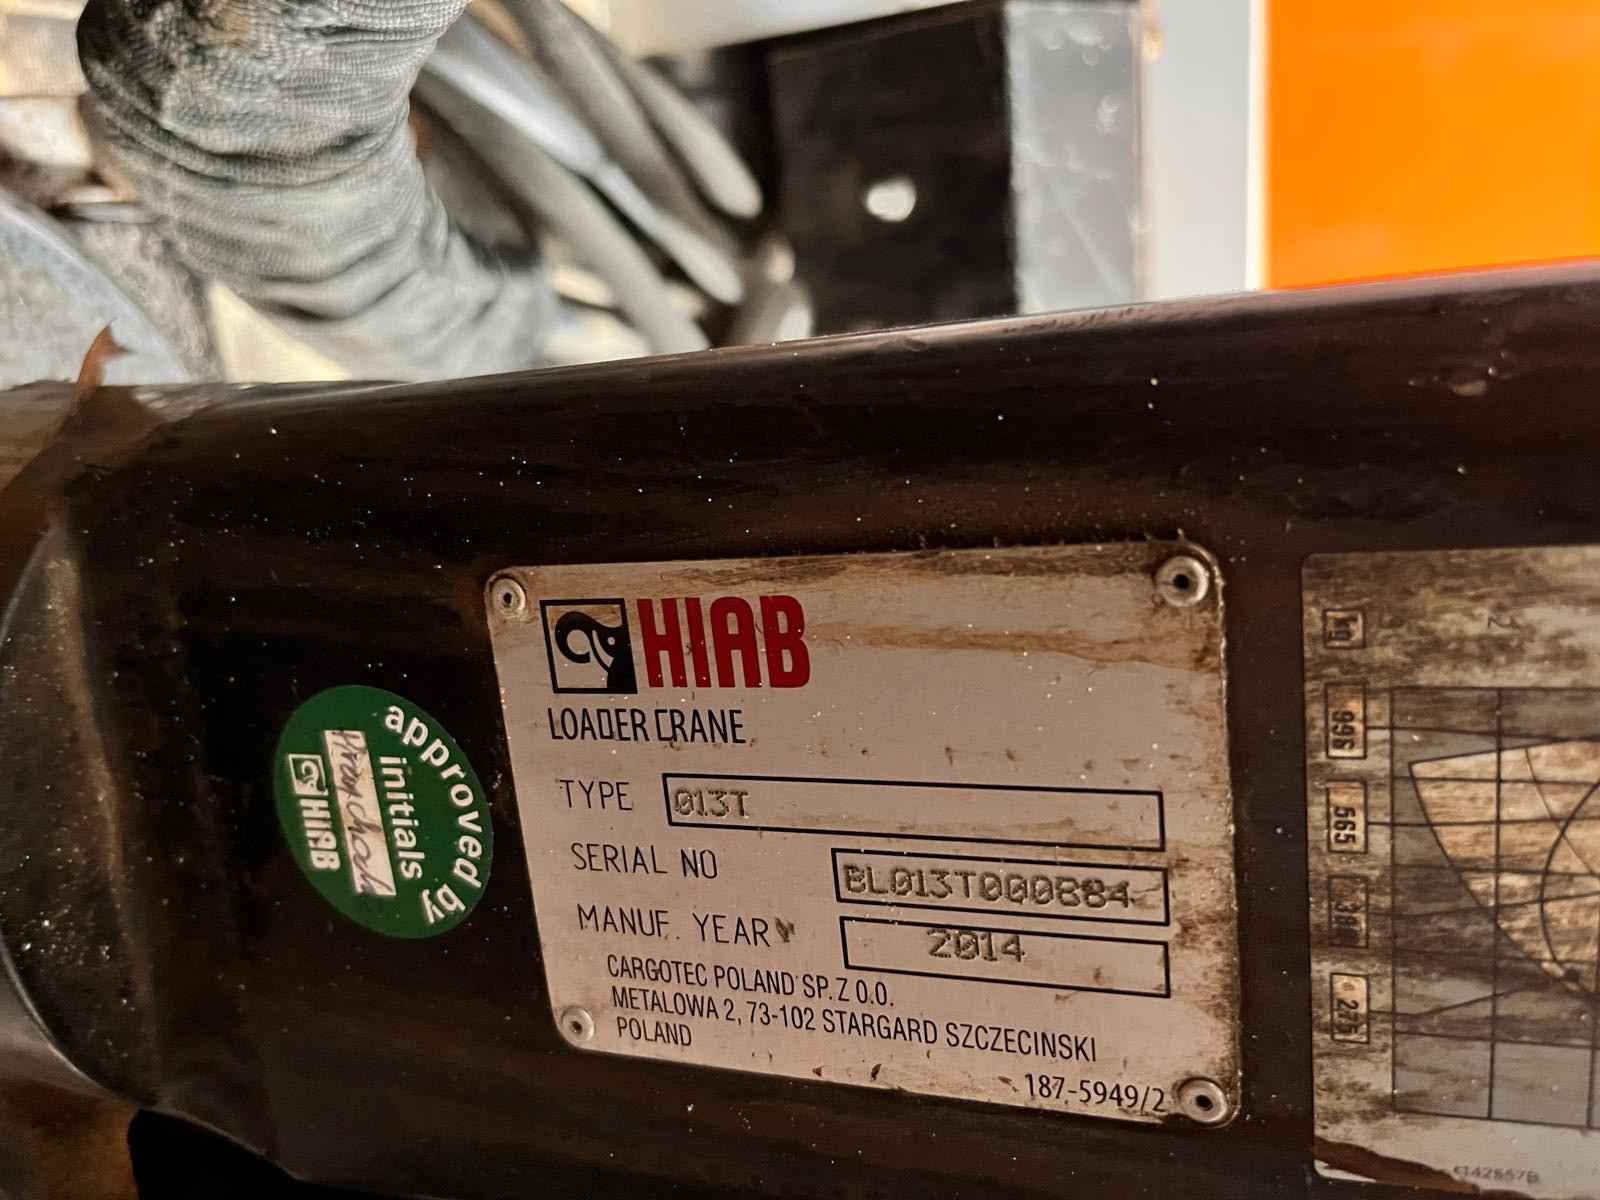 HIAB
LOADER CRANE
TYPE 013T
SERIAL NO BL013T000884
MANUF. YEAR 2014
CARGOTEC POLAND SP. Z O.O.
METALOWA 2, 73-102 STARGARD SZCZECINSKI
POLAND
187-5949/2
approved by
initials
HIAB
kg
996
565
225